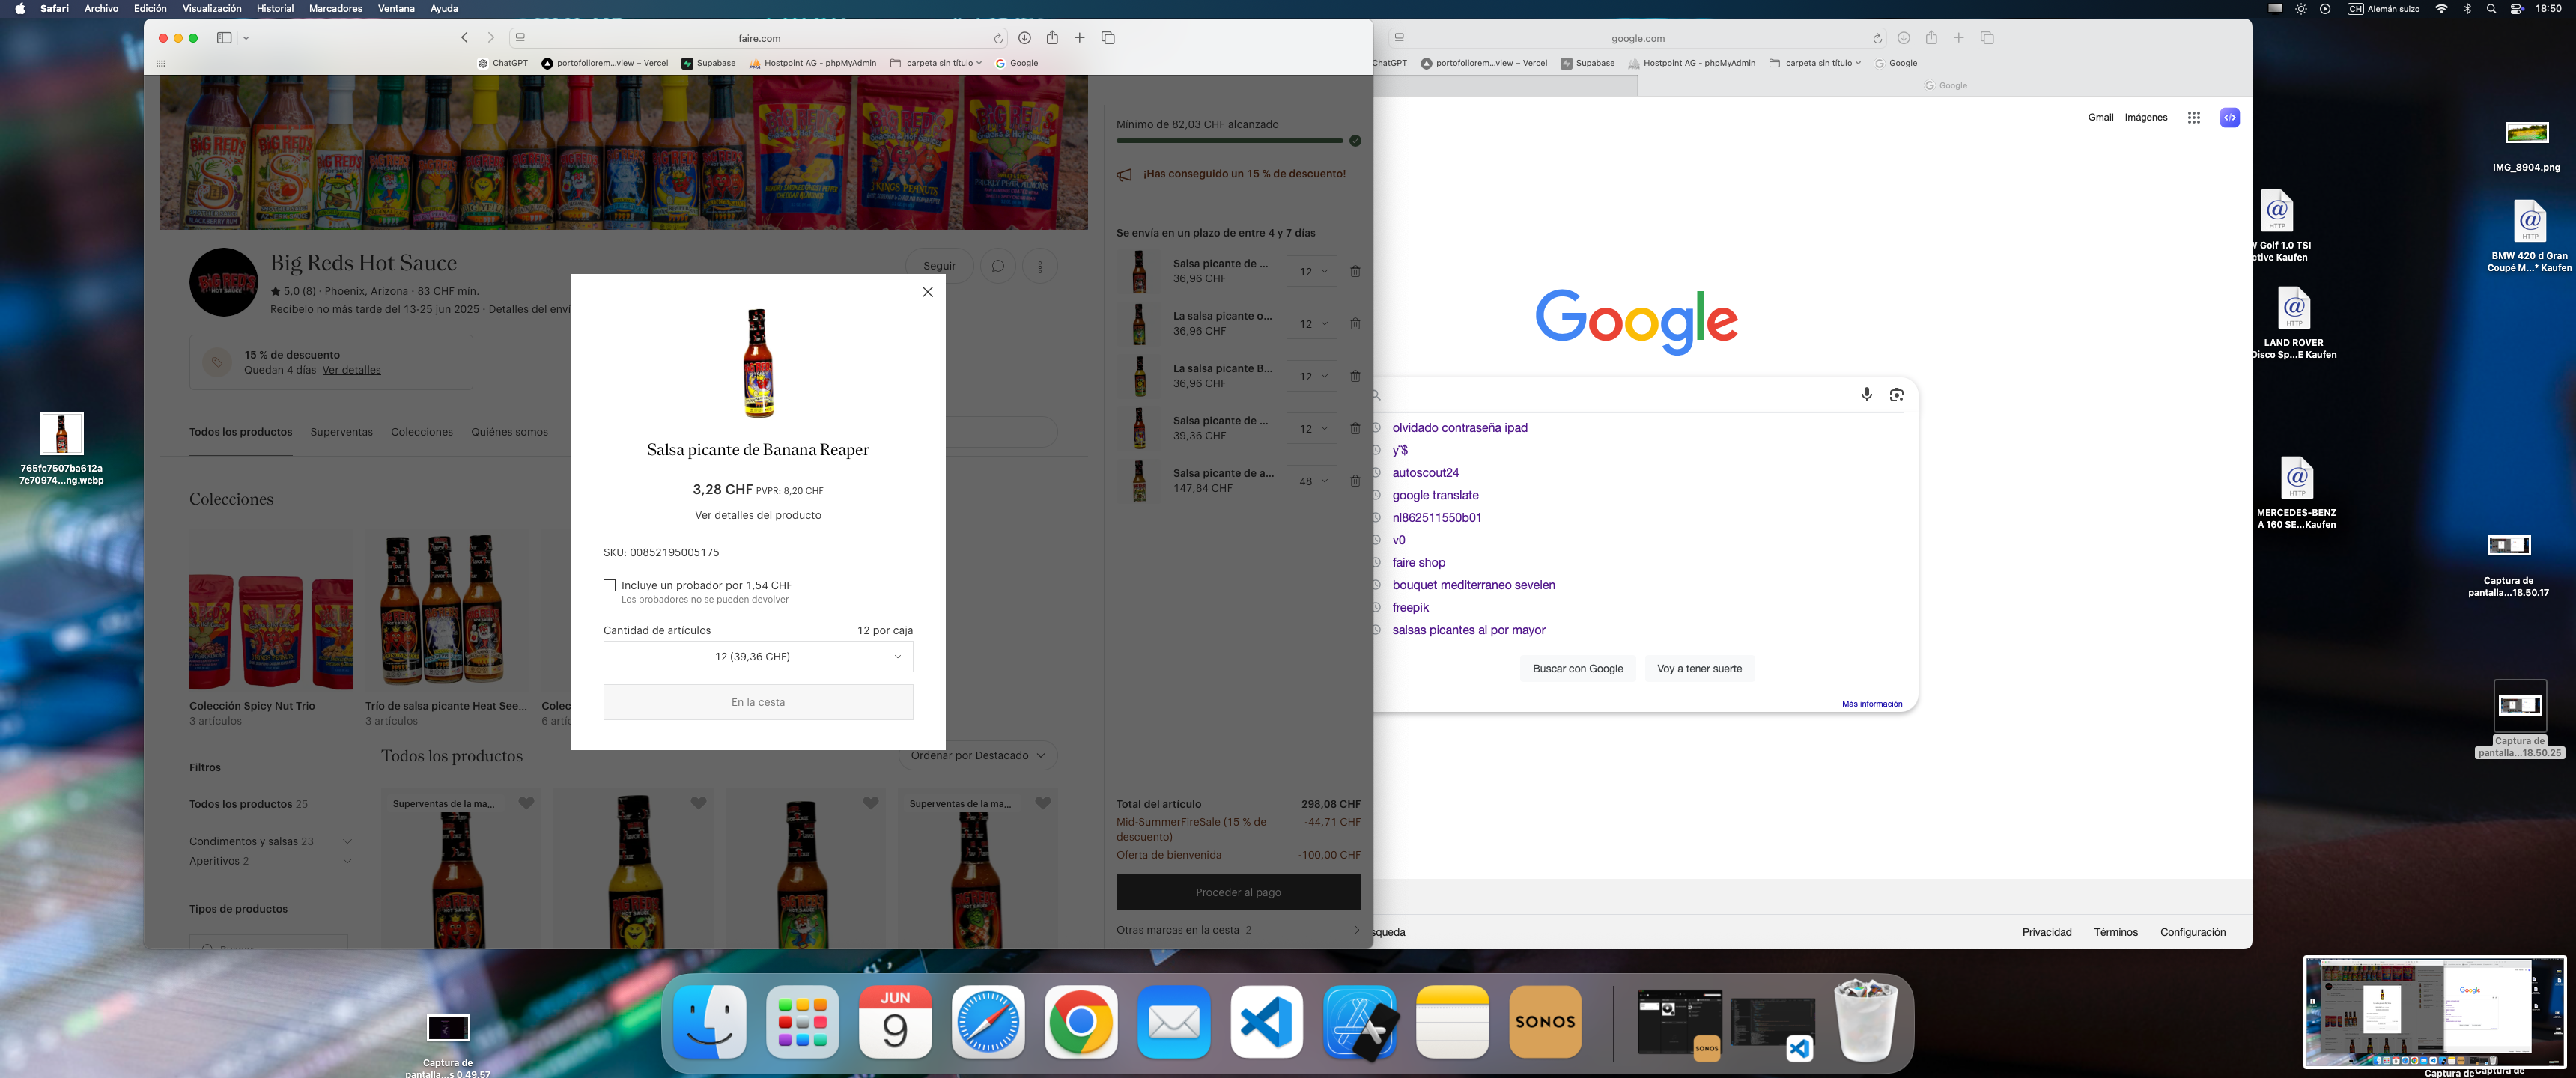 Safari Archivo Edición Visualización Historial Marcadores Ventana Ayuda
CH Alemán suizo 18:50
faire.com
ChatGPT portofoliorem...view – Vercel Supabase Hostpoint AG - phpMyAdmin carpeta sin título Google
Mínimo de 82,03 CHF alcanzado
¡Has conseguido un 15 % de descuento!
Se envía en un plazo de entre 4 y 7 días
Salsa picante de ...
36,96 CHF
12
La salsa picante o...
36,96 CHF
12
La salsa picante B...
36,96 CHF
12
Salsa picante de ...
39,36 CHF
12
Salsa picante de a...
147,84 CHF
48
Total del artículo 298,08 CHF
Mid-SummerFireSale (15 % de descuento) -44,71 CHF
Oferta de bienvenida -100,00 CHF
Proceder al pago
Otras marcas en la cesta 2
Big Reds Hot Sauce
Seguir
5,0 (8) · Phoenix, Arizona · 83 CHF mín.
Recíbelo no más tarde del 13-25 jun 2025 · Detalles del enví
15 % de descuento
Quedan 4 días Ver detalles
Todos los productos Superventas Colecciones Quiénes somos
Colecciones
Colección Spicy Nut Trio
3 artículos
Trío de salsa picante Heat See...
3 artículos
Colec
6 artíc
Filtros
Todos los productos 25
Condimentos y salsas 23
Aperitivos 2
Tipos de productos
Todos los productos
Ordenar por Destacado
Superventas de la ma...
Superventas de la ma...
Salsa picante de Banana Reaper
3,28 CHF PVPR: 8,20 CHF
Ver detalles del producto
SKU: 00852195005175
Incluye un probador por 1,54 CHF
Los probadores no se pueden devolver
Cantidad de artículos 12 por caja
12 (39,36 CHF)
En la cesta
google.com
ChatGPT portofoliorem...view – Vercel Supabase Hostpoint AG - phpMyAdmin carpeta sin título Google
Google
Gmail Imágenes
Google
olvidado contraseña ipad
y¨$
autoscout24
google translate
nl862511550b01
v0
faire shop
bouquet mediterraneo sevelen
freepik
salsas picantes al por mayor
Buscar con Google Voy a tener suerte
Más información
squeda
Privacidad Términos Configuración
IMG_8904.png
W Golf 1.0 TSI
ctive Kaufen
BMW 420 d Gran
Coupé M...* Kaufen
LAND ROVER
Disco Sp...E Kaufen
MERCEDES-BENZ
A 160 SE...Kaufen
Captura de
pantalla...18.50.17
Captura de
pantalla...18.50.25
765fc7507ba612a
7e70974...ng.webp
Captura de
pantalla...s 0.49.57
JUN
9
SONOS
SONOS
Captura de
Captura de